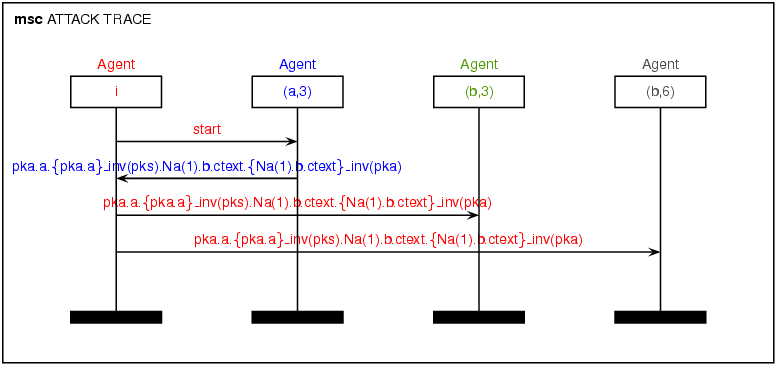 msc ATTACK TRACE
Agent Agent Agent Agent
i (a,3) (b,3) (b,6)
start
pka.a.{pka.a}_inv(pks).Na(1).b.ctext.{Na(1).b.ctext}_inv(pka)
pka.a.{pka.a}_inv(pks).Na(1).b.ctext.{Na(1).b.ctext}_inv(pka)
pka.a.{pka.a}_inv(pks).Na(1).b.ctext.{Na(1).b.ctext}_inv(pka)